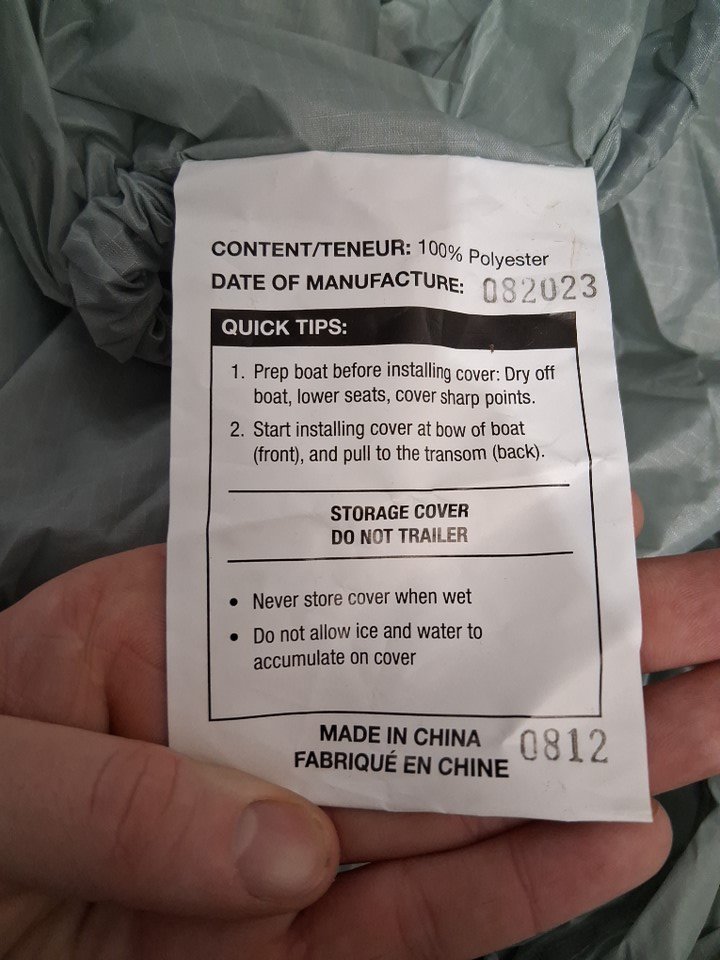 CONTENT/TENEUR: 100% Polyester
DATE OF MANUFACTURE: 082023
QUICK TIPS:
1. Prep boat before installing cover: Dry off
boat, lower seats, cover sharp points.
2. Start installing cover at bow of boat
(front), and pull to the transom (back).
STORAGE COVER
DO NOT TRAILER
• Never store cover when wet
• Do not allow ice and water to
accumulate on cover
MADE IN CHINA 0812
FABRIQUÉ EN CHINE